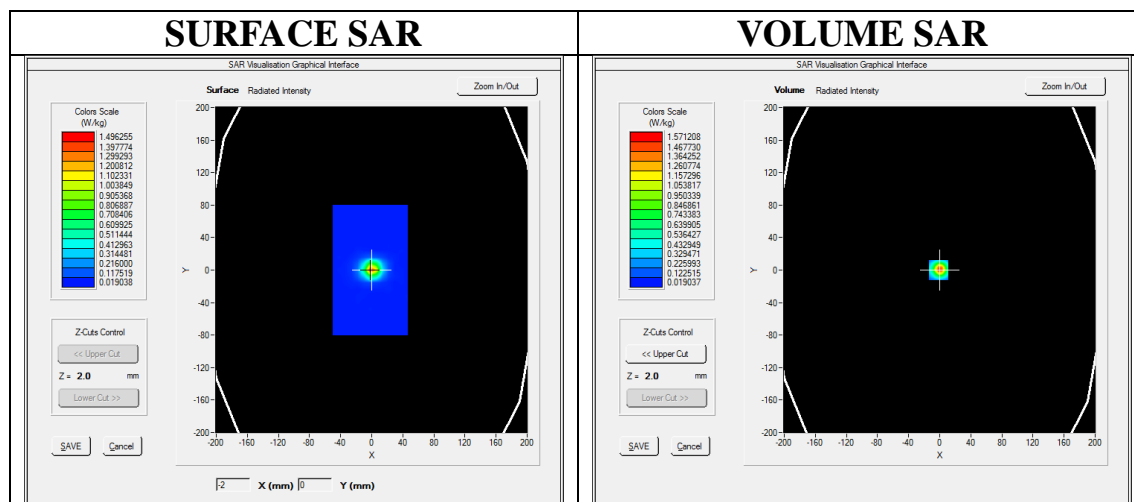 SURFACE SAR
VOLUME SAR
SAR Visualisation Graphical Interface
Surface Radiated Intensity
Zoom In/Out
Colors Scale
(W/kg)
1.496255
1.397774
1.299293
1.200812
1.102331
1.003849
0.905368
0.806887
0.708406
0.609925
0.511444
0.412963
0.314481
0.216000
0.117519
0.019038
200
160
120
80
40
0
-40
-80
-120
-160
-200
Y
-200 -160 -120 -80 -40 0 40 80 120 160 200
X
Z-Cuts Control
<< Upper Cut
Z = 2.0 mm
Lower Cut >>
SAVE Cancel
-2 X (mm) 0 Y (mm)
SAR Visualisation Graphical Interface
Volume Radiated Intensity
Zoom In/Out
Colors Scale
(W/kg)
1.571208
1.467730
1.364252
1.260774
1.157296
1.053817
0.950339
0.846861
0.743383
0.639905
0.536427
0.432949
0.329471
0.225993
0.122515
0.019037
200
160
120
80
40
0
-40
-80
-120
-160
-200
Y
-200 -160 -120 -80 -40 0 40 80 120 160 200
X
Z-Cuts Control
<< Upper Cut
Z = 2.0 mm
Lower Cut >>
SAVE Cancel